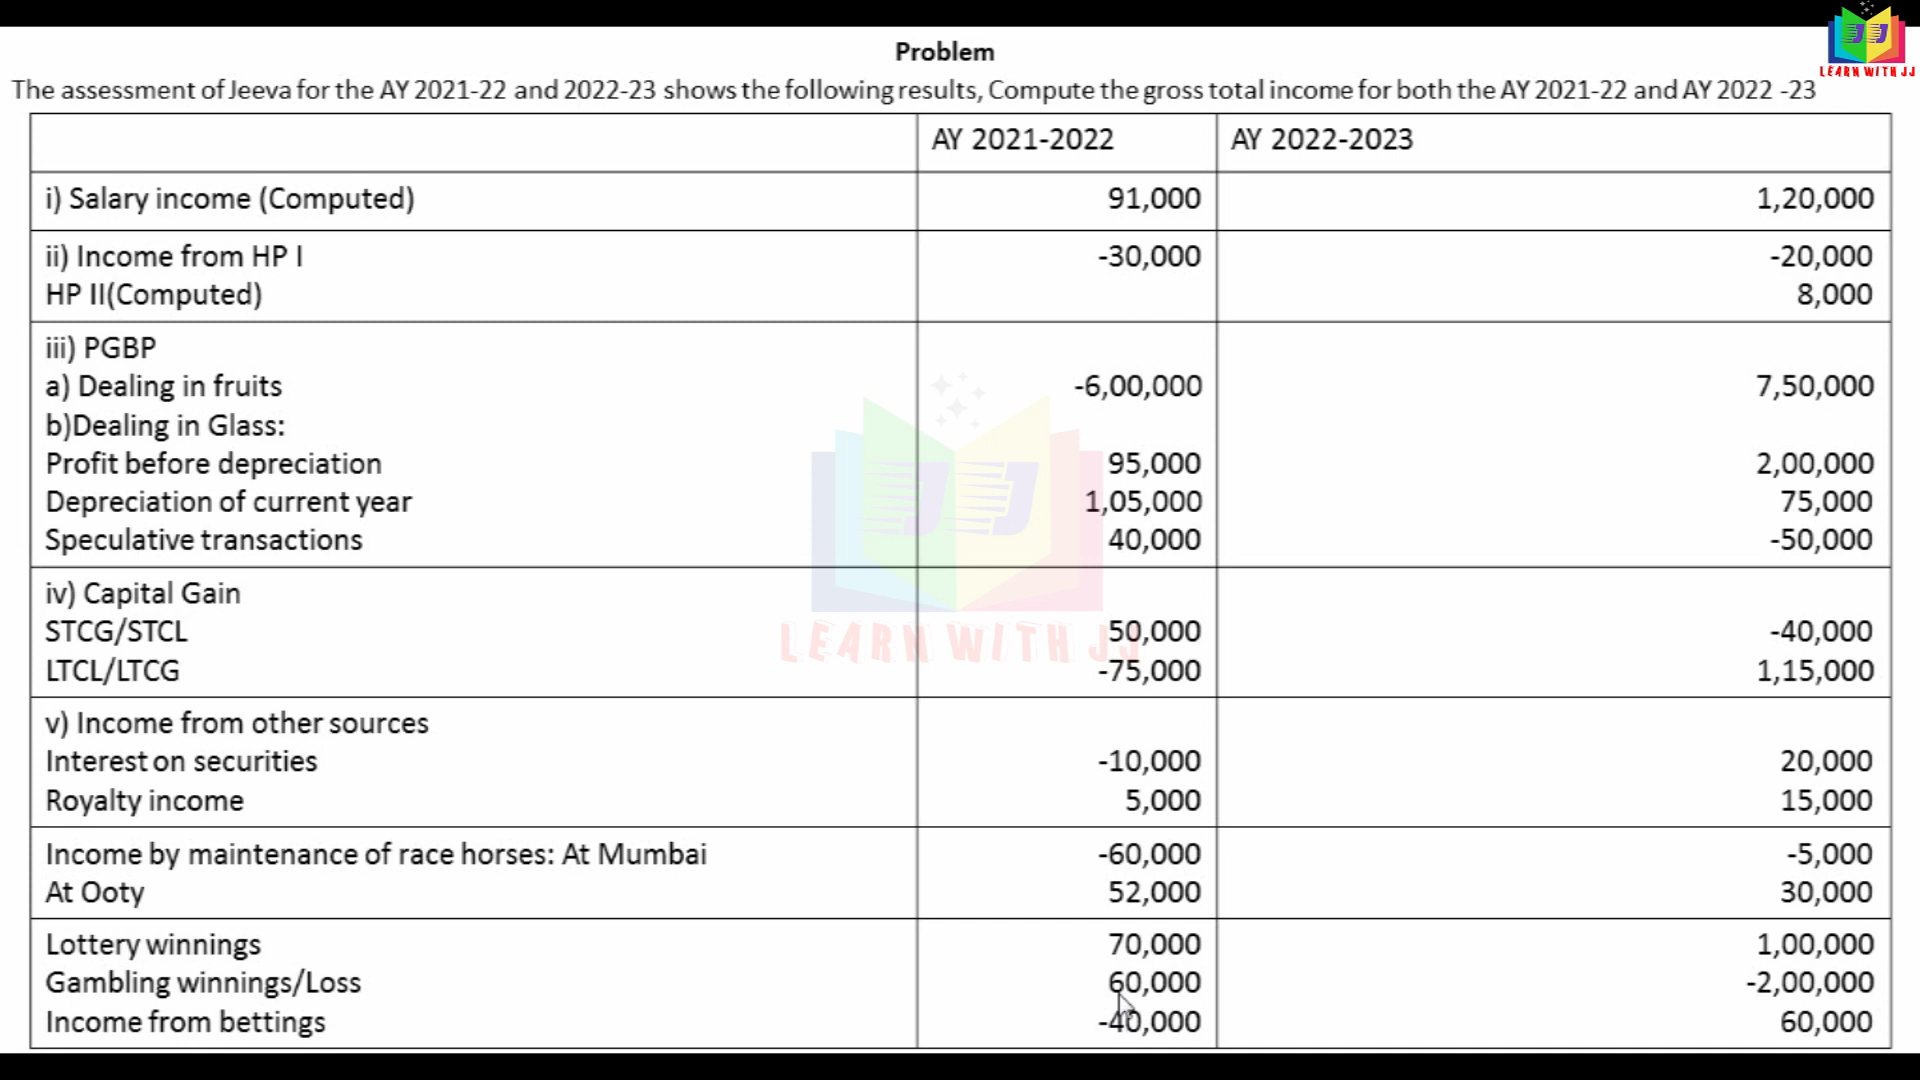 Problem
LEARN WITH JJ
The assessment of Jeeva for the AY 2021-22 and 2022-23 shows the following results, Compute the gross total income for both the AY 2021-22 and AY 2022 -23
AY 2021-2022 AY 2022-2023
i) Salary income (Computed) 91,000 1,20,000
ii) Income from HP I -30,000 -20,000
HP II(Computed) 8,000
iii) PGBP
a) Dealing in fruits -6,00,000 7,50,000
b)Dealing in Glass:
Profit before depreciation 95,000 2,00,000
Depreciation of current year 1,05,000 75,000
Speculative transactions 40,000 -50,000
iv) Capital Gain
STCG/STCL 50,000 -40,000
LEARN WITH JJ
LTCL/LTCG -75,000 1,15,000
v) Income from other sources
Interest on securities -10,000 20,000
Royalty income 5,000 15,000
Income by maintenance of race horses: At Mumbai -60,000 -5,000
At Ooty 52,000 30,000
Lottery winnings 70,000 1,00,000
Gambling winnings/Loss 60,000 -2,00,000
Income from bettings -40,000 60,000